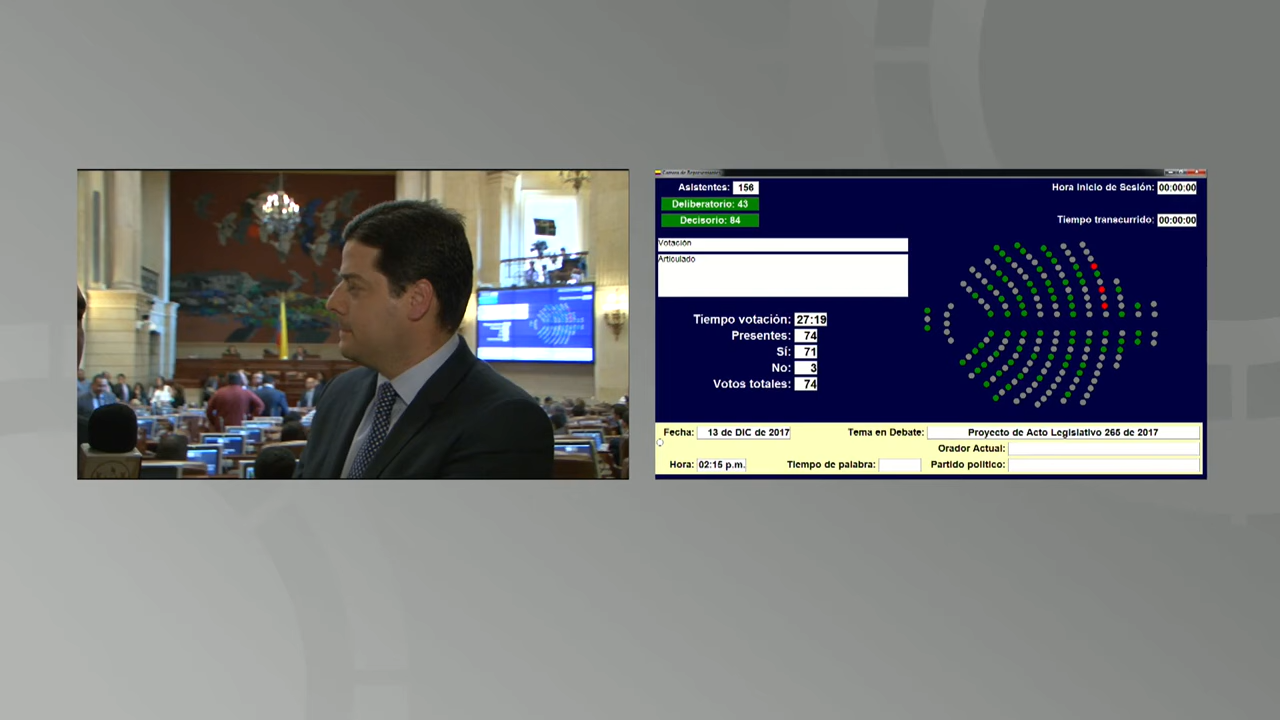 Camara de Representantes
Asistentes: 156
Deliberatorio: 43
Decisorio: 84
Hora Inicio de Sesión: 00:00:00
Tiempo transcurrido: 00:00:00
Votación
Articulado
Tiempo votación: 27:19
Presentes: 74
Sí: 71
No: 3
Votos totales: 74
Fecha: 13 de DIC de 2017
Tema en Debate: Proyecto de Acto Legislativo 265 de 2017
Orador Actual:
Hora: 02:15 p.m.
Tiempo de palabra:
Partido político: